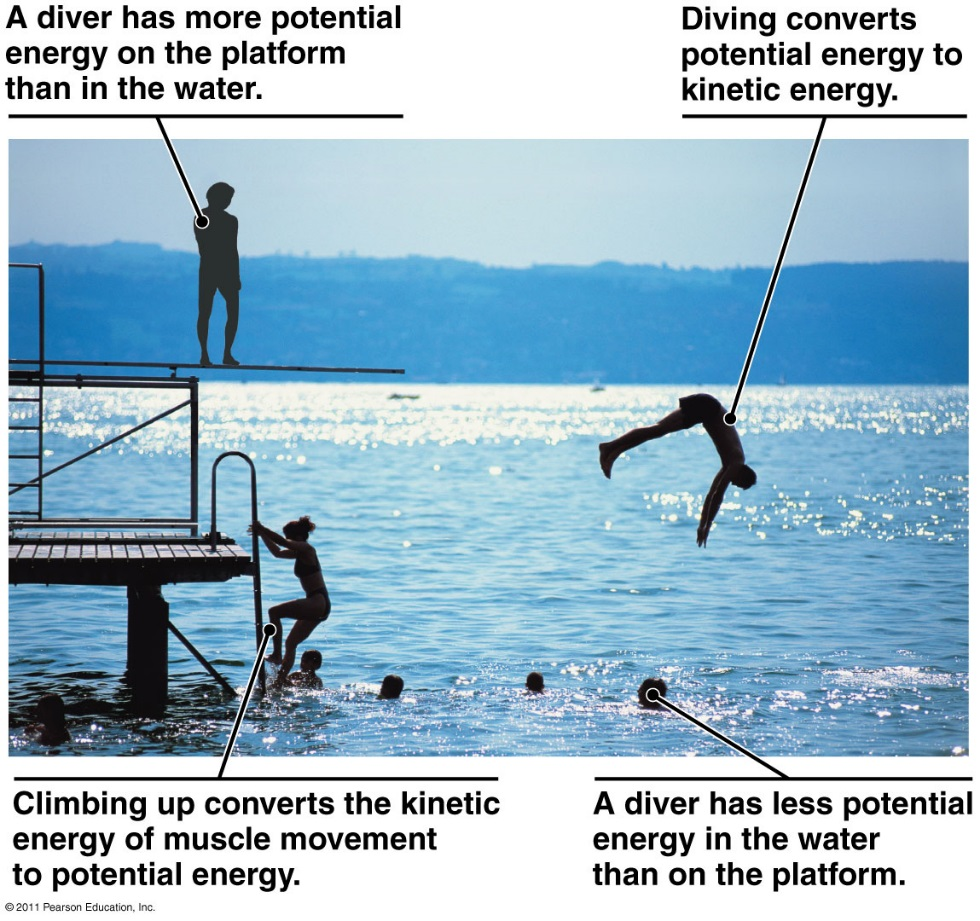 A diver has more potential
energy on the platform
than in the water.
Diving converts
potential energy to
kinetic energy.
Climbing up converts the kinetic
energy of muscle movement
to potential energy.
A diver has less potential
energy in the water
than on the platform.
© 2011 Pearson Education, Inc.